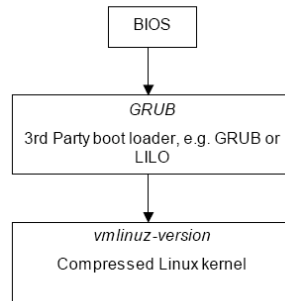 BIOS
GRUB
3rd Party boot loader, e.g. GRUB or
LILO
vmlinuz-version
Compressed Linux kernel